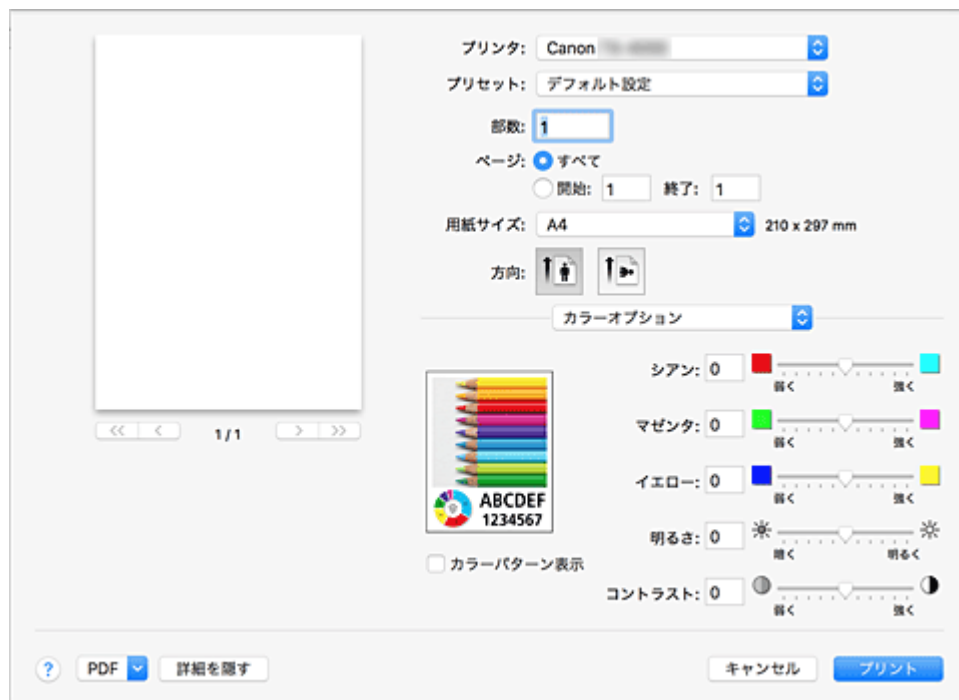 プリンタ: Canon
プリセット: デフォルト設定
部数: 1
ページ: すべて
開始: 1 終了: 1
用紙サイズ: A4 210 x 297 mm
方向:
カラーオプション
シアン: 0
弱く 強く
マゼンタ: 0
弱く 強く
イエロー: 0
弱く 強く
明るさ: 0
暗く 明るく
コントラスト: 0
弱く 強く
<< < 1 / 1 > >>
ABCDEF
1234567
カラーパターン表示
? PDF 詳細を隠す キャンセル プリント